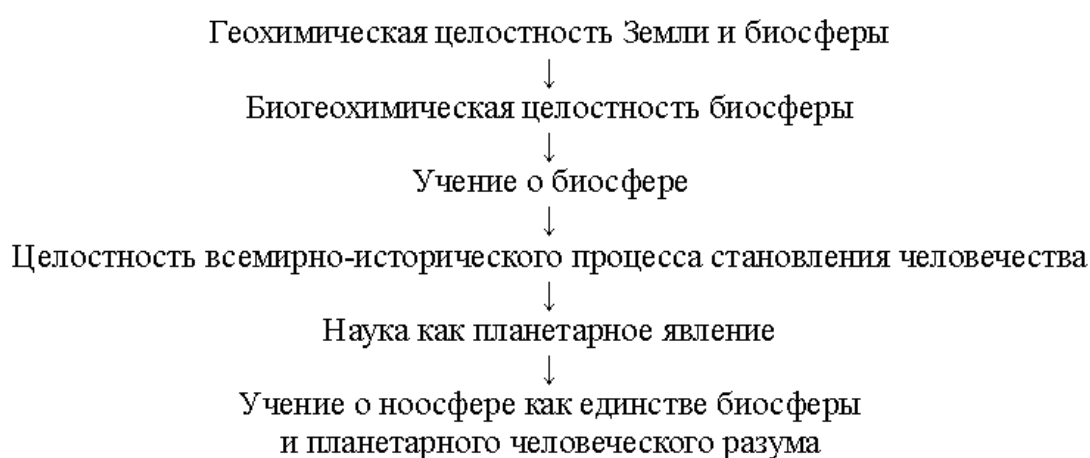 Геохимическая целостность Земли и биосферы
↓
Биогеохимическая целостность биосферы
↓
Учение о биосфере
↓
Целостность всемирно-исторического процесса становления человечества
↓
Наука как планетарное явление
↓
Учение о ноосфере как единстве биосферы
и планетарного человеческого разума